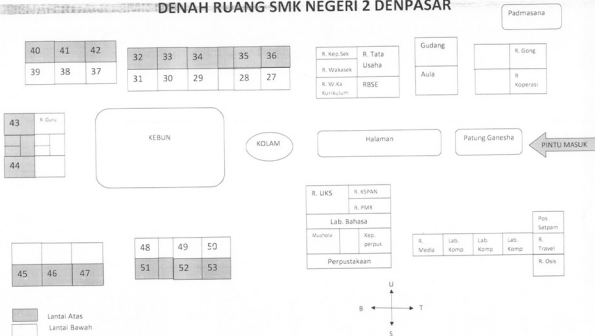 DENAH RUANG SMK NEGERI 2 DENPASAR
Padmasana
40 41 42
39 38 37
32 33 34 35 36
31 30 29 28 27
R. Kep.Sek
R. Wakasek
R. W.Ka
Kurikulum
R. Tata
Usaha
RBSE
Gudang
Aula
R. Gong
R
Koperasi
43
R. Guru
44
KEBUN
KOLAM
Halaman
Patung Ganesha
PINTU MASUK
R. UKS
R. KSPAN
R. PMR
Lab. Bahasa
Mushola
Kep.
perpus
Perpustakaan
Pos
Satpam
R.
Media
Lab.
Komp
Lab.
Komp
Lab.
Komp
R.
Travel
R. Osis
45 46 47
48 49 50
51 52 53
Lantai Atas
Lantai Bawah
U
B T
S